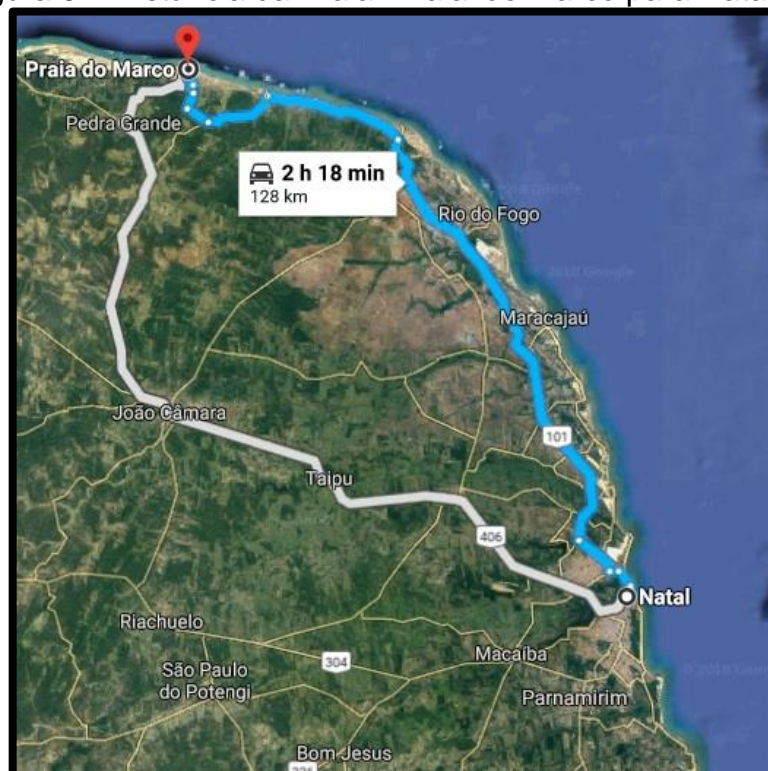 Praia do Marco
Pedra Grande
2 h 18 min
128 km
Rio do Fogo
Maracajaú
João Câmara
101
Taipu
406
Natal
Riachuelo
304
Macaíba
São Paulo
do Potengi
Parnamirim
Bom Jesus